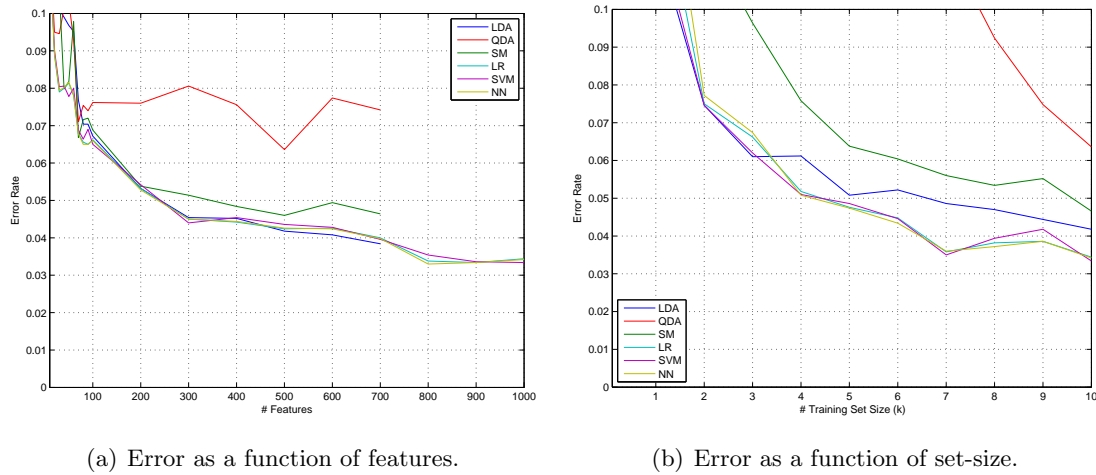 0.1
0.09
0.08
0.07
0.06
0.05
0.04
0.03
0.02
0.01
0
Error Rate
100 200 300 400 500 600 700 800 900 1000
# Features
LDA
QDA
SM
LR
SVM
NN
(a) Error as a function of features.
0.1
0.09
0.08
0.07
0.06
0.05
0.04
0.03
0.02
0.01
0
Error Rate
LDA
QDA
SM
LR
SVM
NN
1 2 3 4 5 6 7 8 9 10
# Training Set Size (k)
(b) Error as a function of set-size.